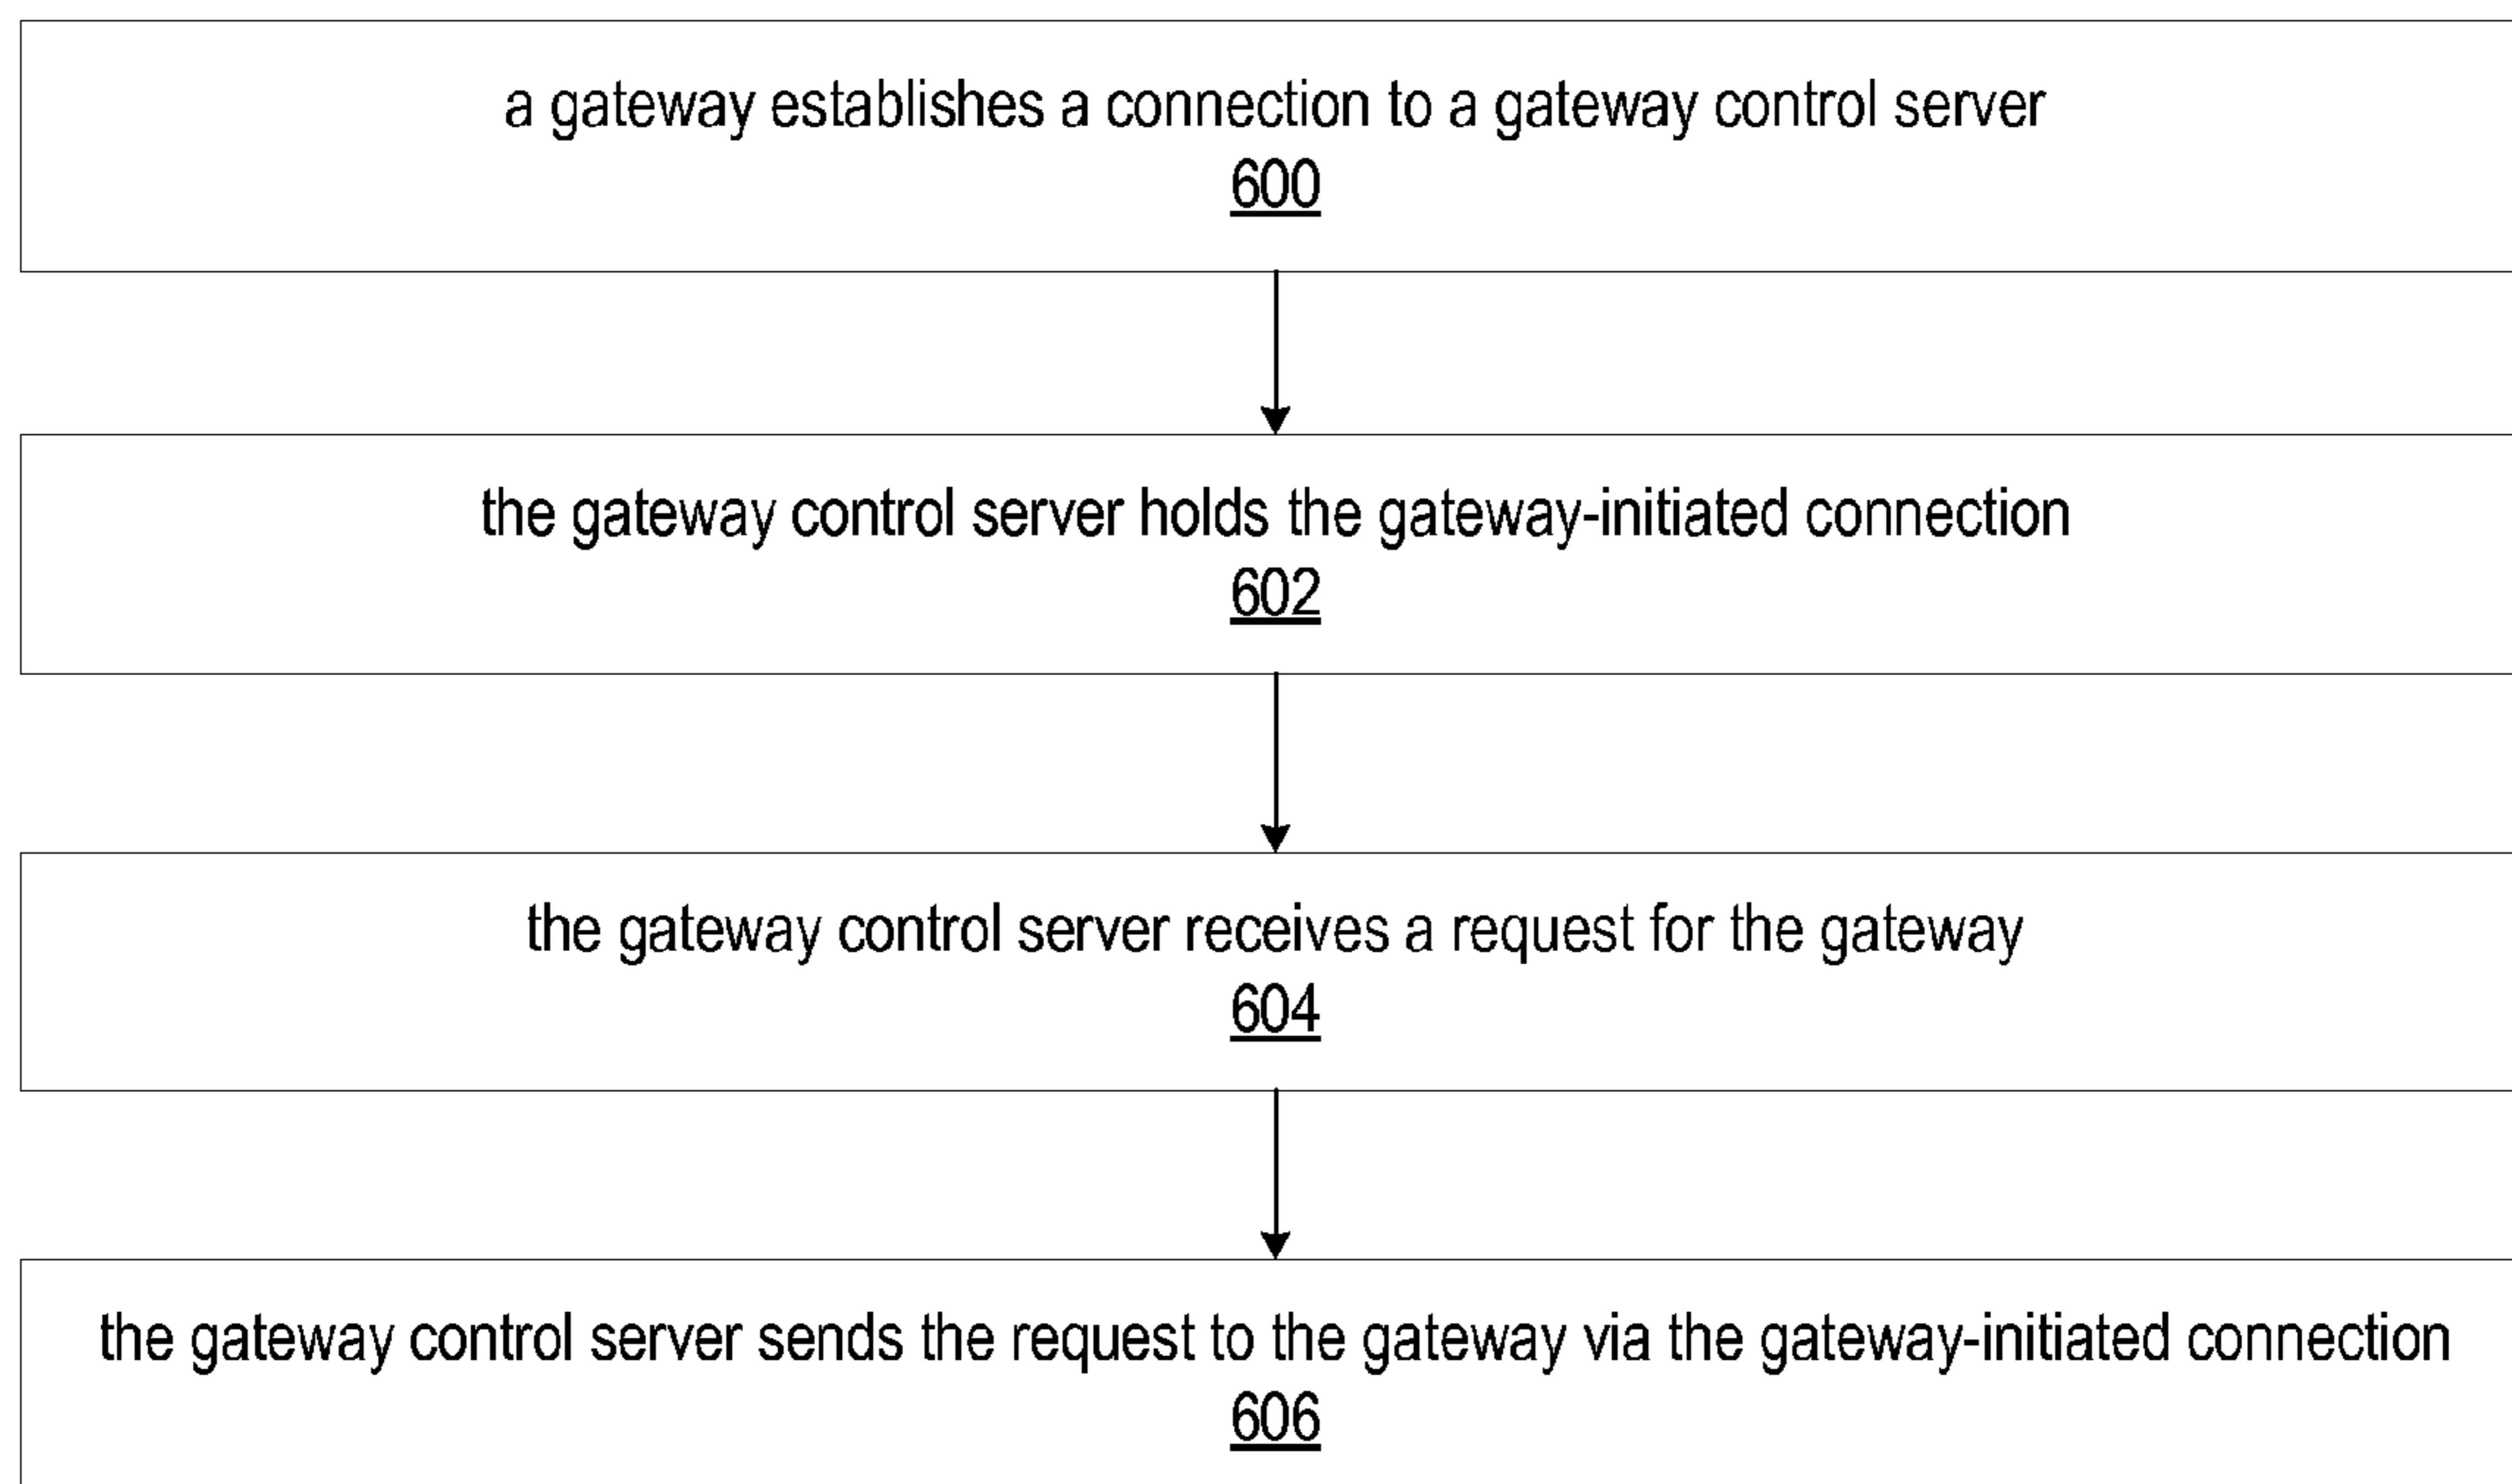 a gateway establishes a connection to a gateway control server
600
the gateway control server holds the gateway-initiated connection
602
the gateway control server receives a request for the gateway
604
the gateway control server sends the request to the gateway via the gateway-initiated connection
606